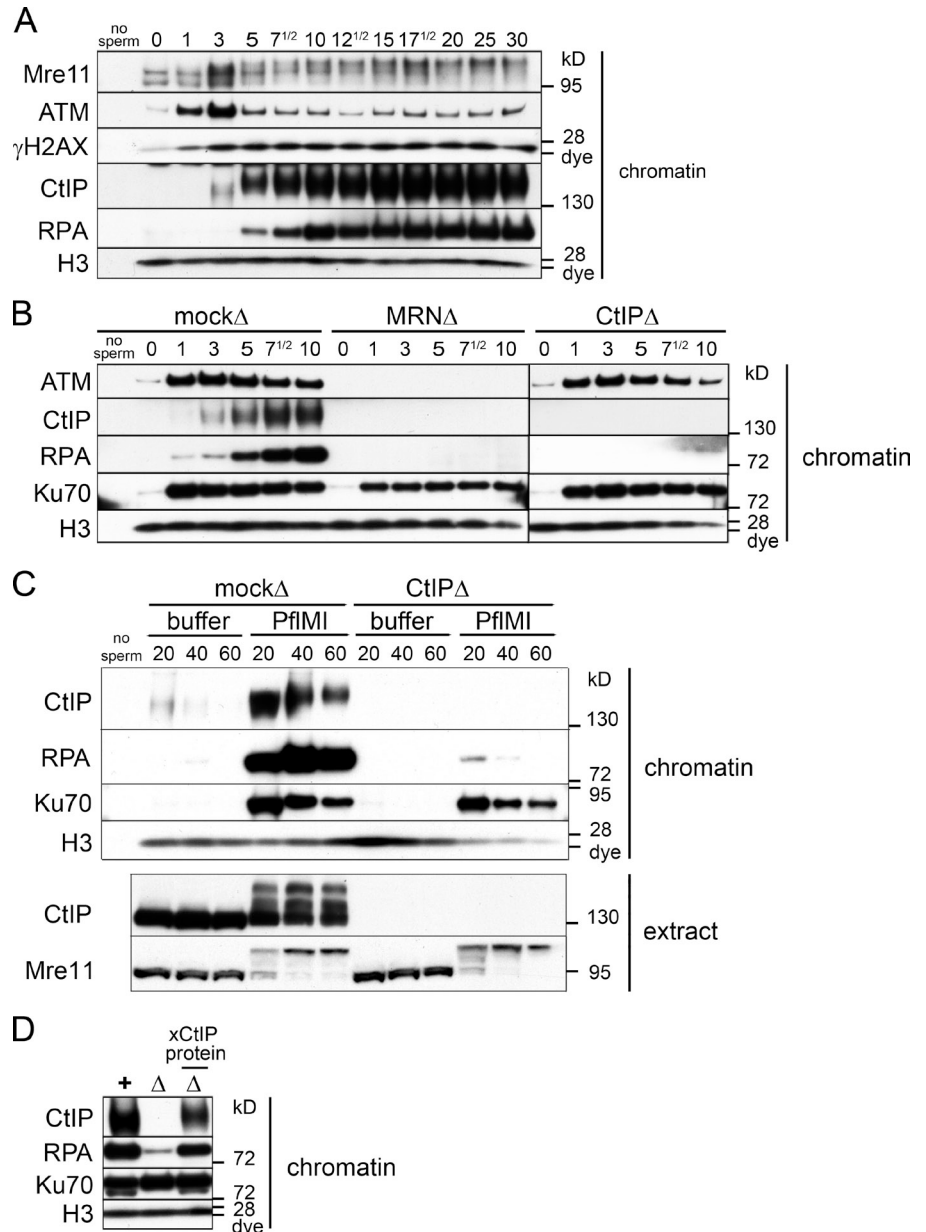 A
no sperm 0 1 3 5 7 1/2 10 12 1/2 15 17 1/2 20 25 30
kD
Mre11
95
ATM
γH2AX
28
dye
CtIP
130
RPA
H3
28
dye
chromatin
B
mockΔ MRNΔ CtIPΔ
no sperm 0 1 3 5 7 1/2 10 0 1 3 5 7 1/2 10 0 1 3 5 7 1/2 10
kD
ATM
CtIP
130
RPA
72
Ku70
72
H3
28
dye
chromatin
C
mockΔ CtIPΔ
buffer PflMI buffer PflMI
no sperm 20 40 60 20 40 60 20 40 60 20 40 60
kD
CtIP
130
RPA
72
Ku70
95
H3
28
dye
chromatin
CtIP
130
Mre11
95
extract
D
xCtIP
protein
+ Δ Δ
kD
CtIP
RPA
72
Ku70
72
H3
28
dye
chromatin